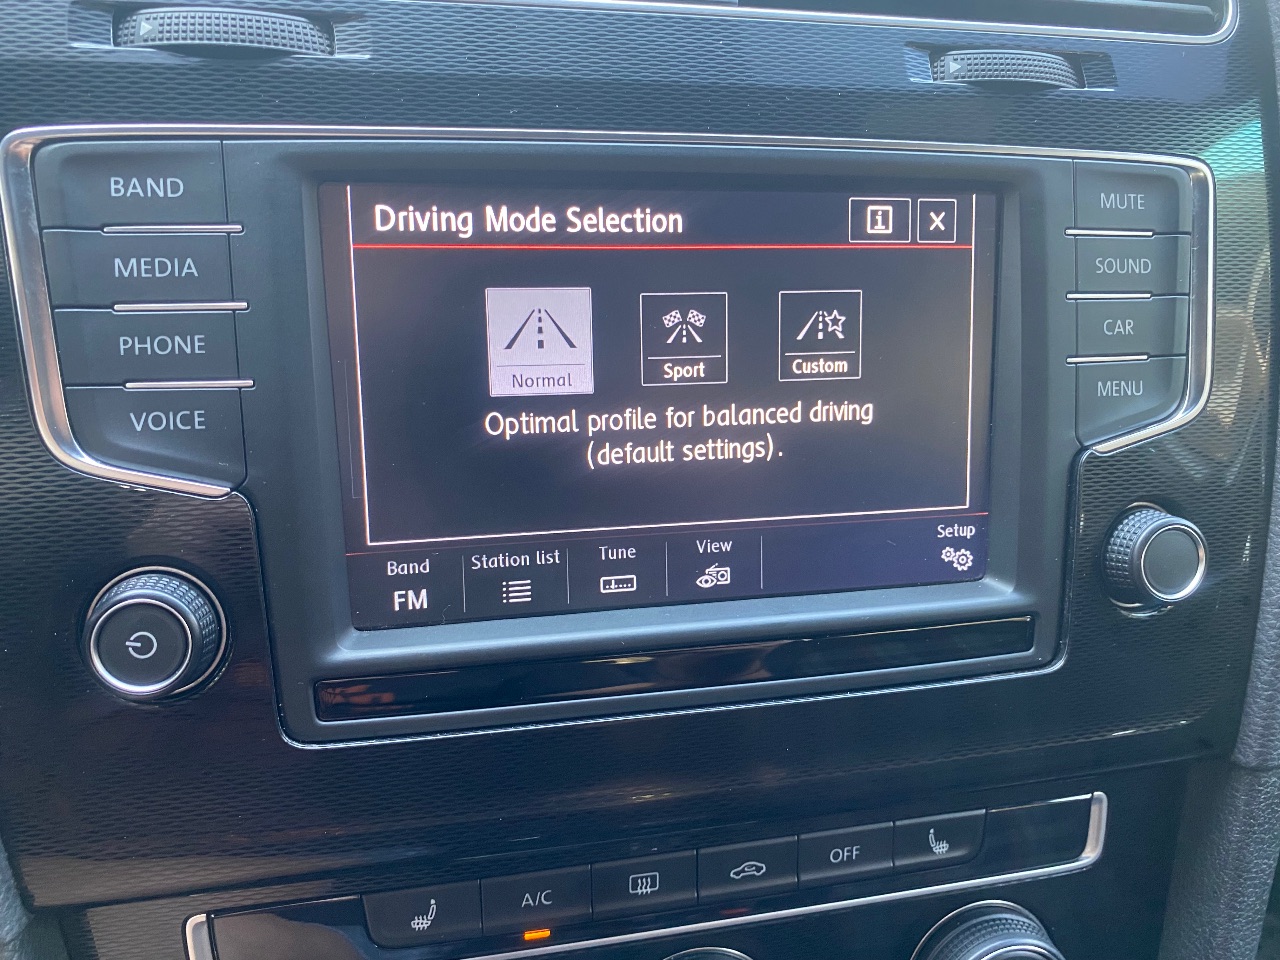 BAND
MEDIA
PHONE
VOICE
Driving Mode Selection i X
Normal Sport Custom
Optimal profile for balanced driving
(default settings).
Band Station list Tune View Setup
FM
MUTE
SOUND
CAR
MENU
A/C OFF